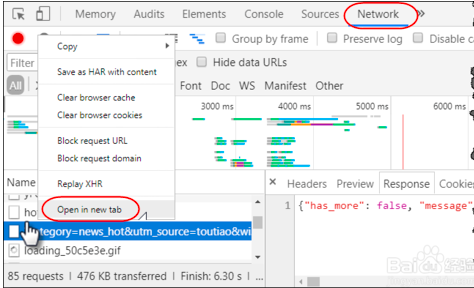 Memory Audits Elements Console Sources Network »
Group by frame Preserve log Disable ca
Filter ex Hide data URLs
All Font Doc WS Manifest Other
Copy
Save as HAR with content
Clear browser cache
Clear browser cookies
Block request URL
Block request domain
Replay XHR
Open in new tab
3000 ms 4000 ms 5000 ms 6000 ms
Name
ho
category=news_hot&utm_source=toutiao&wi
loading_50c5e3e.gif
85 requests | 476 KB transferred | Finish: 6.30 s | ...
× Headers Preview Response Cookies
1 {"has_more": false, "message"
Baidu 经验